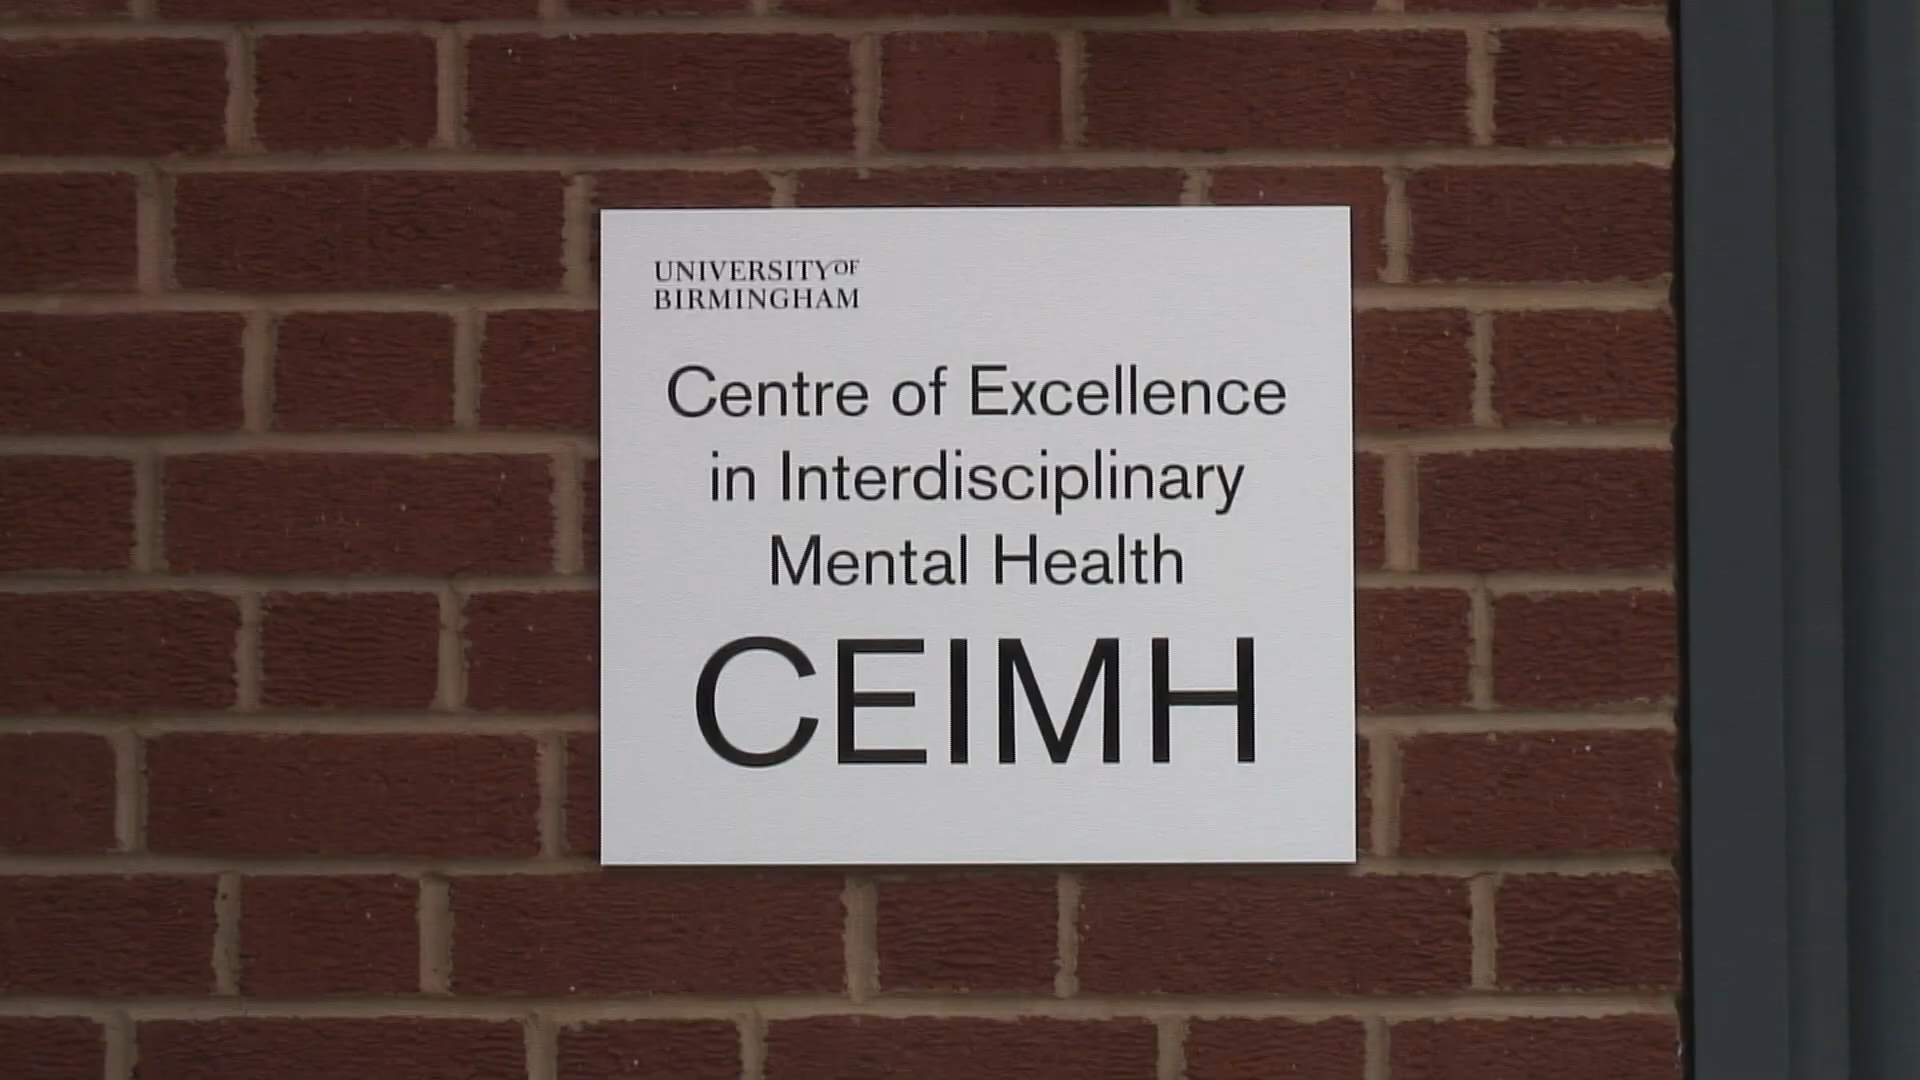 UNIVERSITY OF
BIRMINGHAM
Centre of Excellence
in Interdisciplinary
Mental Health
CEIMH